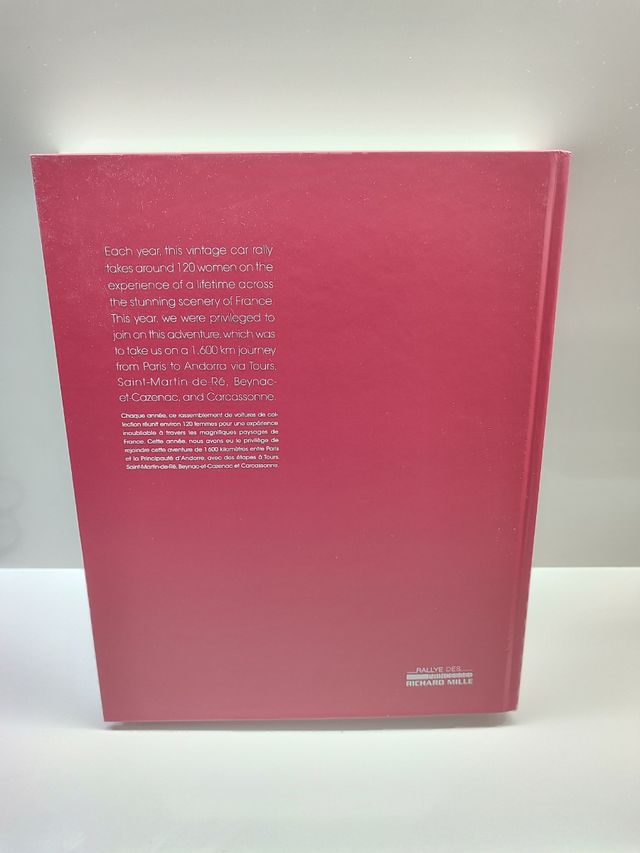 Each year, this vintage car rally
takes around 120 women on the
experience of a lifetime across
the stunning scenery of France.
This year, we were privileged to
join on this adventure, which was
to take us on a 1,600 km journey
from Paris to Andorra via Tours,
Saint-Martin-de-Ré, Beynac-
et-Cazenac, and Carcassonne.
Chaque année, ce rassemblement de voitures de col-
lection réunit environ 120 femmes pour une expérience
inoubliable à travers les magnifiques paysages de
France. Cette année, nous avons eu le privilège de
rejoindre cette aventure de 1 600 kilomètres entre Paris
et la Principauté d'Andorre, avec des étapes à Tours,
Saint-Martin-de-Ré, Beynac-et-Cazenac et Carcassonne.
RALLYE DES
RICHARD MILLE